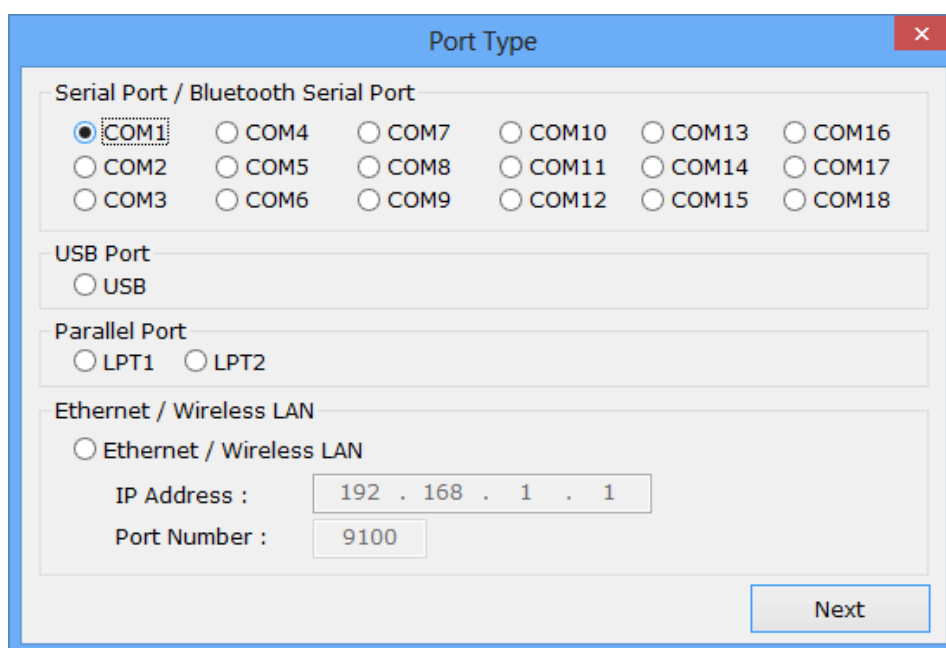 Port Type
Serial Port / Bluetooth Serial Port
COM1 COM4 COM7 COM10 COM13 COM16
COM2 COM5 COM8 COM11 COM14 COM17
COM3 COM6 COM9 COM12 COM15 COM18
USB Port
USB
Parallel Port
LPT1 LPT2
Ethernet / Wireless LAN
Ethernet / Wireless LAN
IP Address : 192 . 168 . 1 . 1
Port Number : 9100
Next